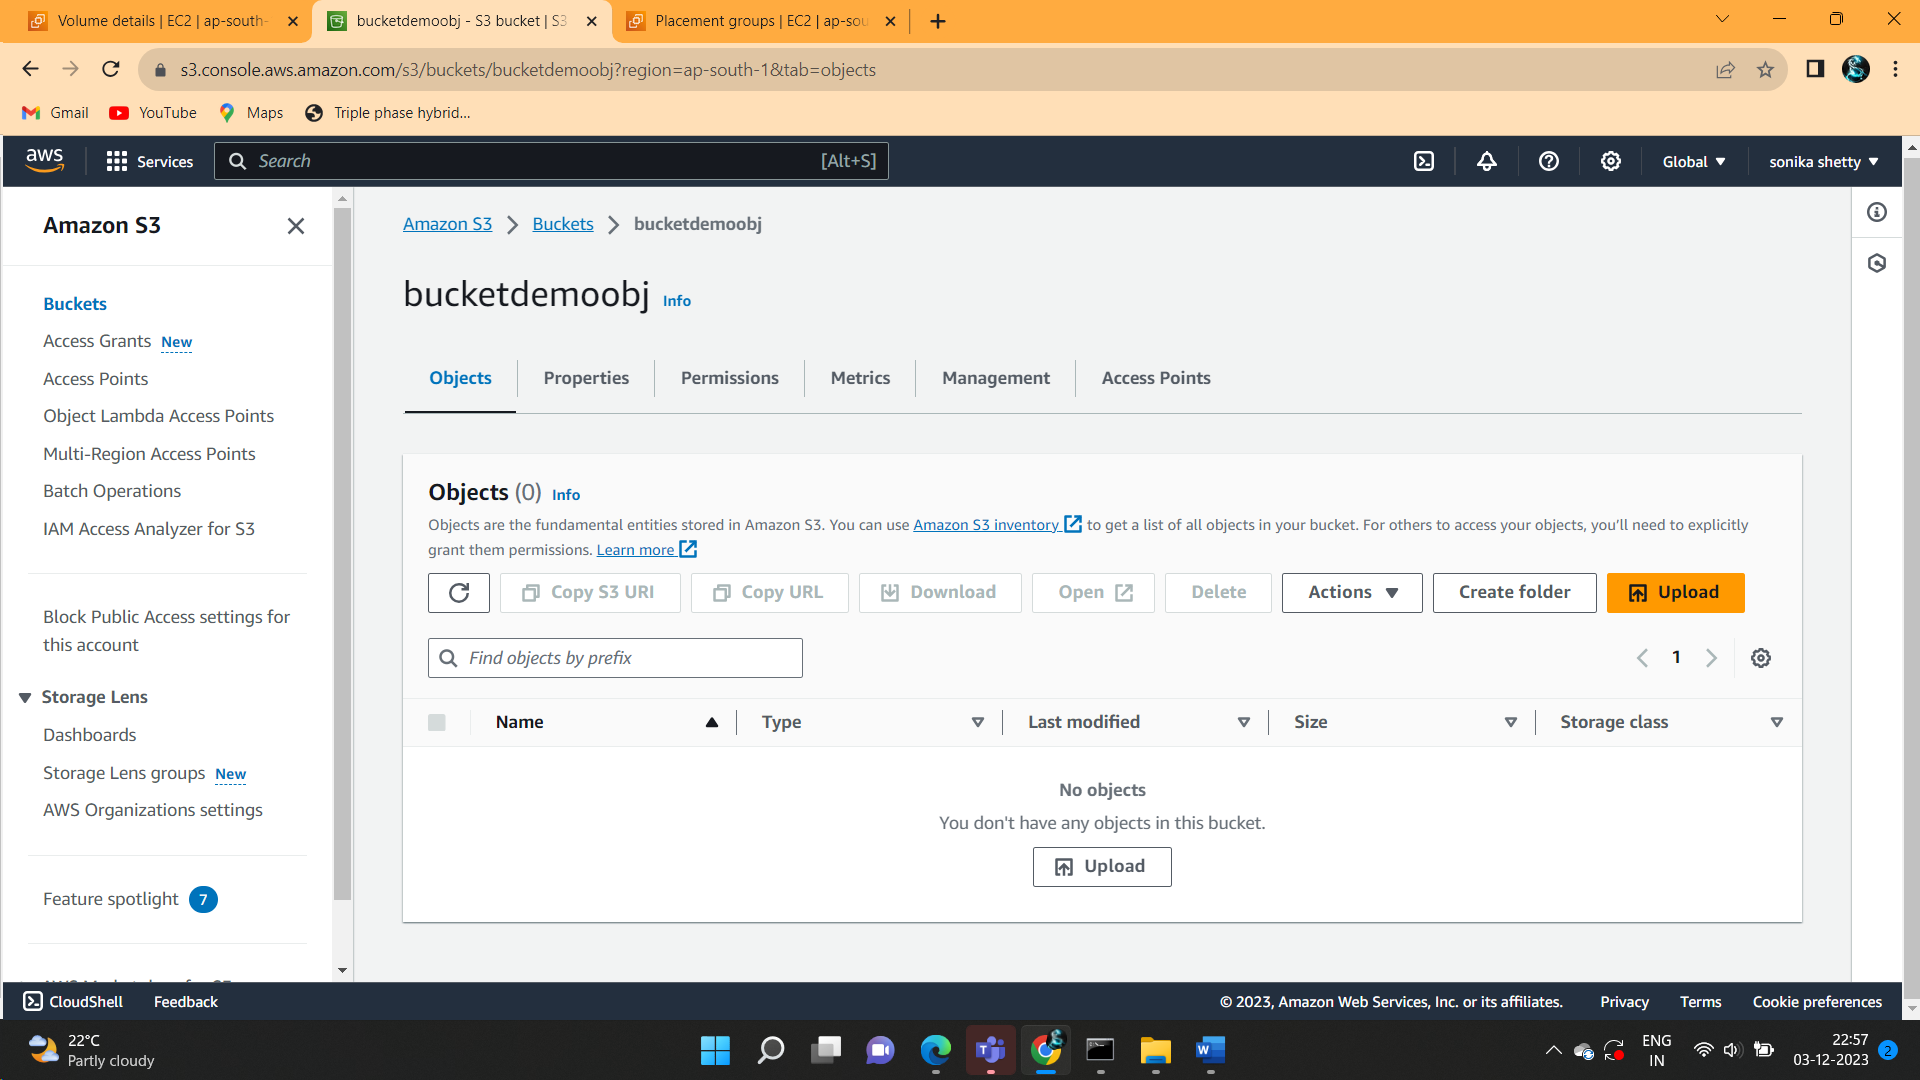 Volume details | EC2 | ap-south-
bucketdemoobj - S3 bucket | S3
Placement groups | EC2 | ap-sou
s3.console.aws.amazon.com/s3/buckets/bucketdemoobj?region=ap-south-1&tab=objects
Gmail
YouTube
Maps
Triple phase hybrid...
aws
Services
Search
[Alt+S]
Global
sonika shetty
Amazon S3
Buckets
Access Grants New
Access Points
Object Lambda Access Points
Multi-Region Access Points
Batch Operations
IAM Access Analyzer for S3
Block Public Access settings for
this account
Storage Lens
Dashboards
Storage Lens groups New
AWS Organizations settings
Feature spotlight 7
Amazon S3
Buckets
bucketdemoobj
bucketdemoobj Info
Objects
Properties
Permissions
Metrics
Management
Access Points
Objects (0) Info
Objects are the fundamental entities stored in Amazon S3. You can use Amazon S3 inventory to get a list of all objects in your bucket. For others to access your objects, you'll need to explicitly
grant them permissions. Learn more
Copy S3 URI
Copy URL
Download
Open
Delete
Actions
Create folder
Upload
Find objects by prefix
1
Name
Type
Last modified
Size
Storage class
No objects
You don't have any objects in this bucket.
Upload
CloudShell
Feedback
© 2023, Amazon Web Services, Inc. or its affiliates.
Privacy
Terms
Cookie preferences
22°C
Partly cloudy
ENG
IN
22:57
03-12-2023
2